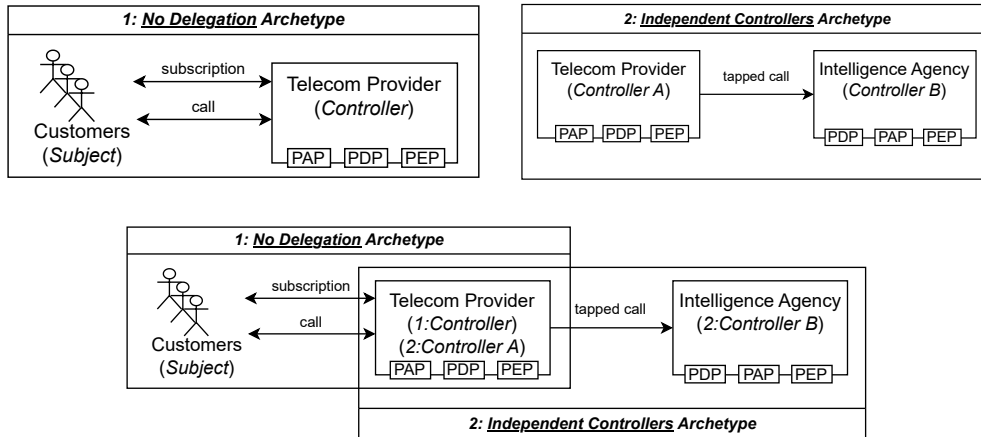 1: No Delegation Archetype
subscription
call
Customers
(Subject)
Telecom Provider
(Controller)
PAP PDP PEP
2: Independent Controllers Archetype
Telecom Provider
(Controller A)
PAP PDP PEP
tapped call
Intelligence Agency
(Controller B)
PDP PAP PEP
1: No Delegation Archetype
subscription
call
Customers
(Subject)
Telecom Provider
(1:Controller)
(2:Controller A)
PAP PDP PEP
tapped call
Intelligence Agency
(2:Controller B)
PDP PAP PEP
2: Independent Controllers Archetype